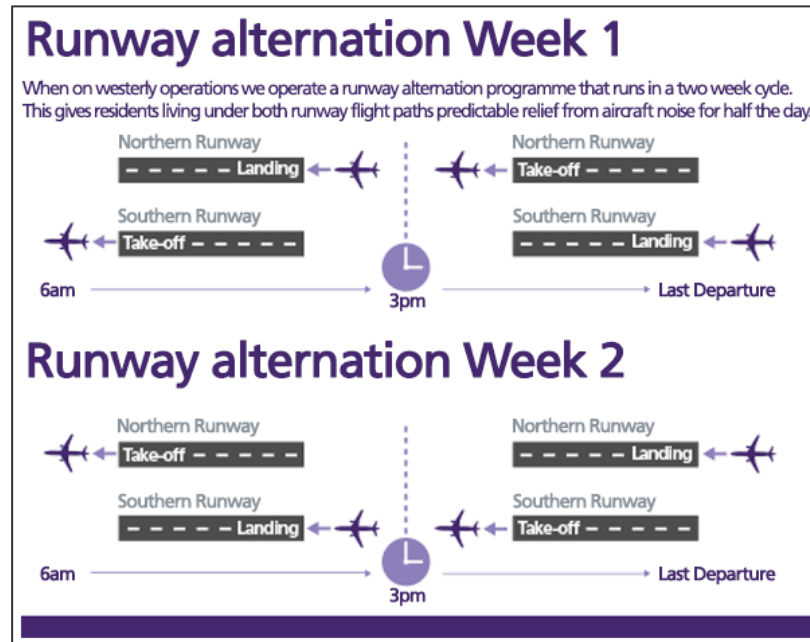 Runway alternation Week 1
When on westerly operations we operate a runway alternation programme that runs in a two week cycle.
This gives residents living under both runway flight paths predictable relief from aircraft noise for half the day.
Northern Runway
Landing
Southern Runway
Take-off
Northern Runway
Take-off
Southern Runway
Landing
6am
3pm
Last Departure
Runway alternation Week 2
Northern Runway
Take-off
Southern Runway
Landing
Northern Runway
Landing
Southern Runway
Take-off
6am
3pm
Last Departure